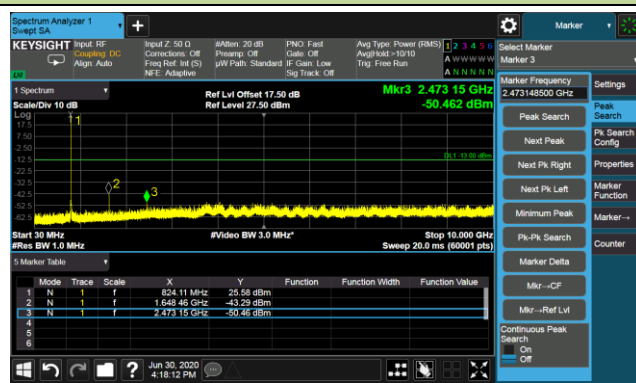 Spectrum Analyzer 1
Swept SA
+
Marker
KEYSIGHT
Input: RF
Coupling: DC
Align: Auto
Input Z: 50 Ω
Corrections: Off
Freq Ref: Int (S)
NFE: Adaptive
#Atten: 20 dB
Preamp: Off
µW Path: Standard
PNO: Fast
Gate: Off
IF Gain: Low
Sig Track: Off
Avg Type: Power (RMS)
Avg|Hold:>10/10
Trig: Free Run
1 2 3 4 5 6
A W W W W W
A N N N N N
Select Marker
Marker 3
1 Spectrum
Scale/Div 10 dB
Ref Lvl Offset 17.50 dB
Ref Level 27.50 dBm
Mkr3 2.473 15 GHz
-50.462 dBm
Log
17.5
7.50
-2.50
-12.5
-22.5
-32.5
-42.5
-52.5
-62.5
1
2
3
DL1 -13.00 dBm
Start 30 MHz
#Res BW 1.0 MHz
#Video BW 3.0 MHz*
Stop 10.000 GHz
Sweep 20.0 ms (60001 pts)
5 Marker Table
Mode Trace Scale X Y Function Function Width Function Value
1 N 1 f 824.11 MHz 25.58 dBm
2 N 1 f 1.648 46 GHz -43.29 dBm
3 N 1 f 2.473 15 GHz -50.46 dBm
4
5
6
Marker Frequency
2.473148500 GHz
Peak Search
Next Peak
Next Pk Right
Next Pk Left
Minimum Peak
Pk-Pk Search
Marker Delta
Mkr→CF
Mkr→Ref Lvl
Continuous Peak Search
On
Off
Settings
Peak Search
Pk Search Config
Properties
Marker Function
Marker→
Counter
?
Jun 30, 2020
4:18:12 PM